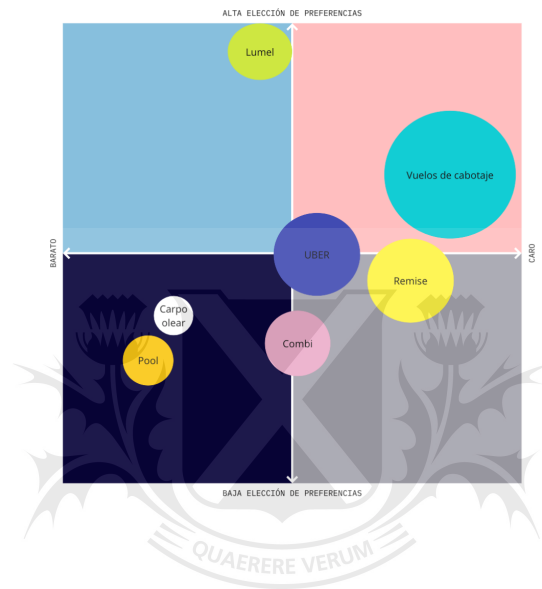 ALTA ELECCIÓN DE PREFERENCIAS
Lumel
Vuelos de cabotaje
BARATO
UBER
CARO
Remise
Carpo
olear
Combi
Pool
BAJA ELECCIÓN DE PREFERENCIAS
QUAERERE VERUM